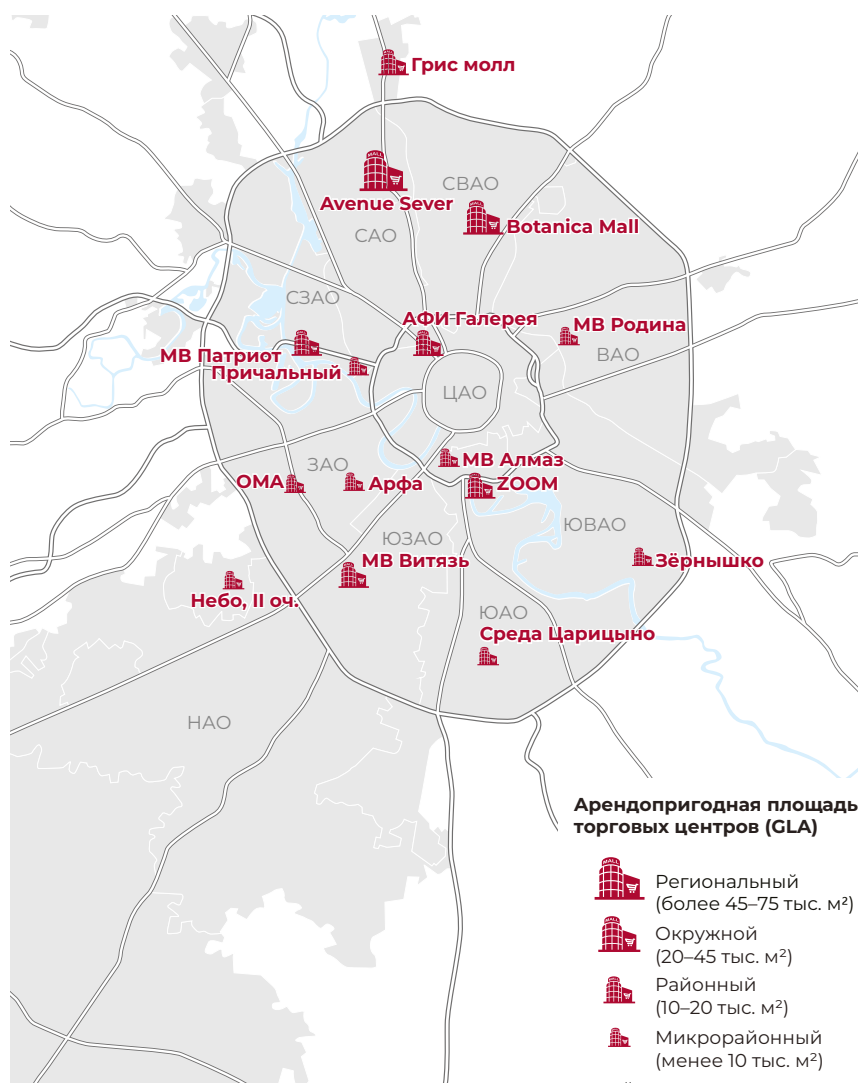 Грис молл
MALL
СВАО
Avenue Sever
Botanica Mall
САО
СЗАО
АФИ Галерея
МВ Родина
МВ Патриот
ВАО
Причальный
ЦАО
ЗАО
МВ Алмаз
ОМА
Арфа
ZOOM
ЮВАО
ЮЗАО
МВ Витязь
Зёрнышко
Небо, II оч.
ЮАО
Среда Царицыно
НАО
Арендопригодная площадь
торговых центров (GLA)
MALL
Региональный
(более 45–75 тыс. м²)
Окружной
(20–45 тыс. м²)
Районный
(10–20 тыс. м²)
Микрорайонный
(менее 10 тыс. м²)